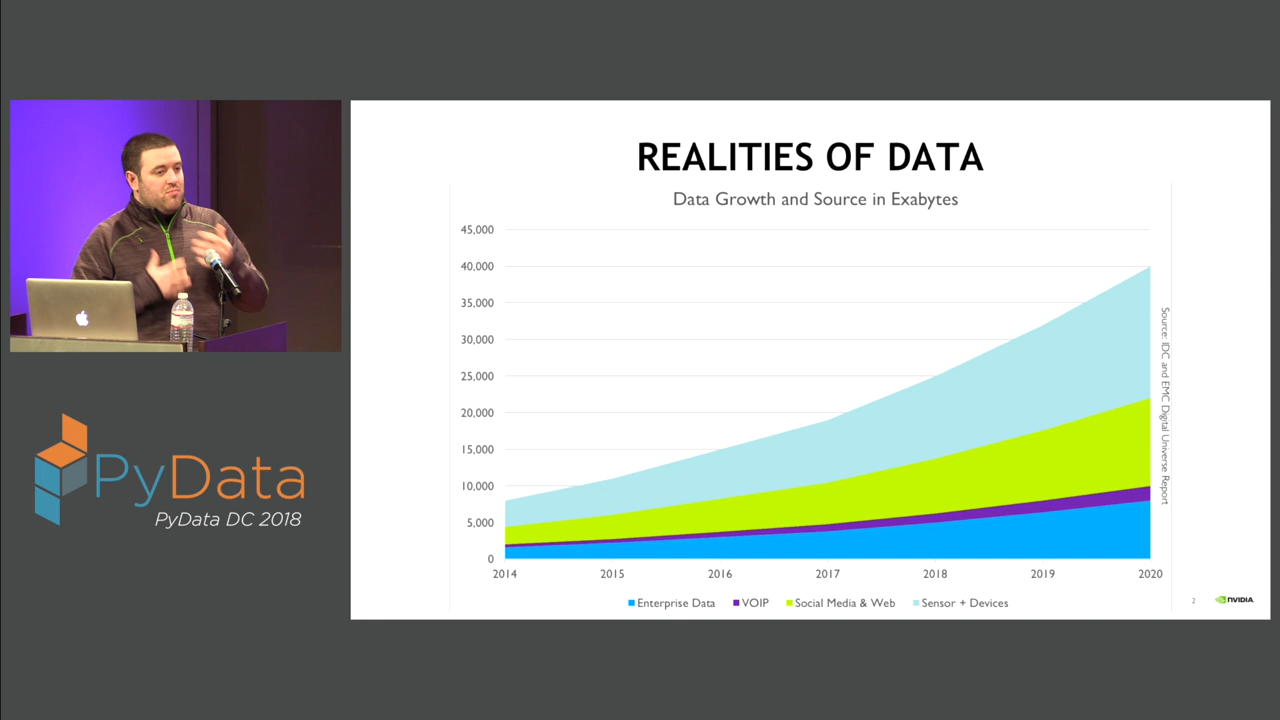 REALITIES OF DATA
Data Growth and Source in Exabytes
45,000
40,000
35,000
30,000
25,000
20,000
15,000
10,000
5,000
0
2014 2015 2016 2017 2018 2019 2020
Enterprise Data VOIP Social Media & Web Sensor + Devices
Source: IDC and EMC Digital Universe Report
2 NVIDIA
PyData
PyData DC 2018